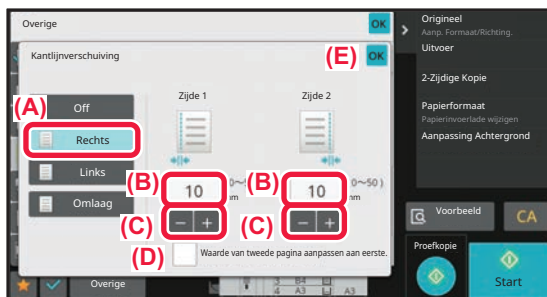 Overige
OK
Kantlijnverschuiving
(E)
OK
(A)
Off
Rechts
Links
Omlaag
Zijde 1
Zijde 2
(B)
10
(B)
10
0~50 )
(C)
- +
(C)
- +
(D)
Waarde van tweede pagina aanpassen aan eerste.
Overige
A3
A3
Origineel
Aanp. Formaat/Richting.
Uitvoer
2-Zijdige Kopie
Papierformaat
Papierinvoerlade wijzigen
Aanpassing Achtergrond
Voorbeeld
CA
Proefkopie
Start